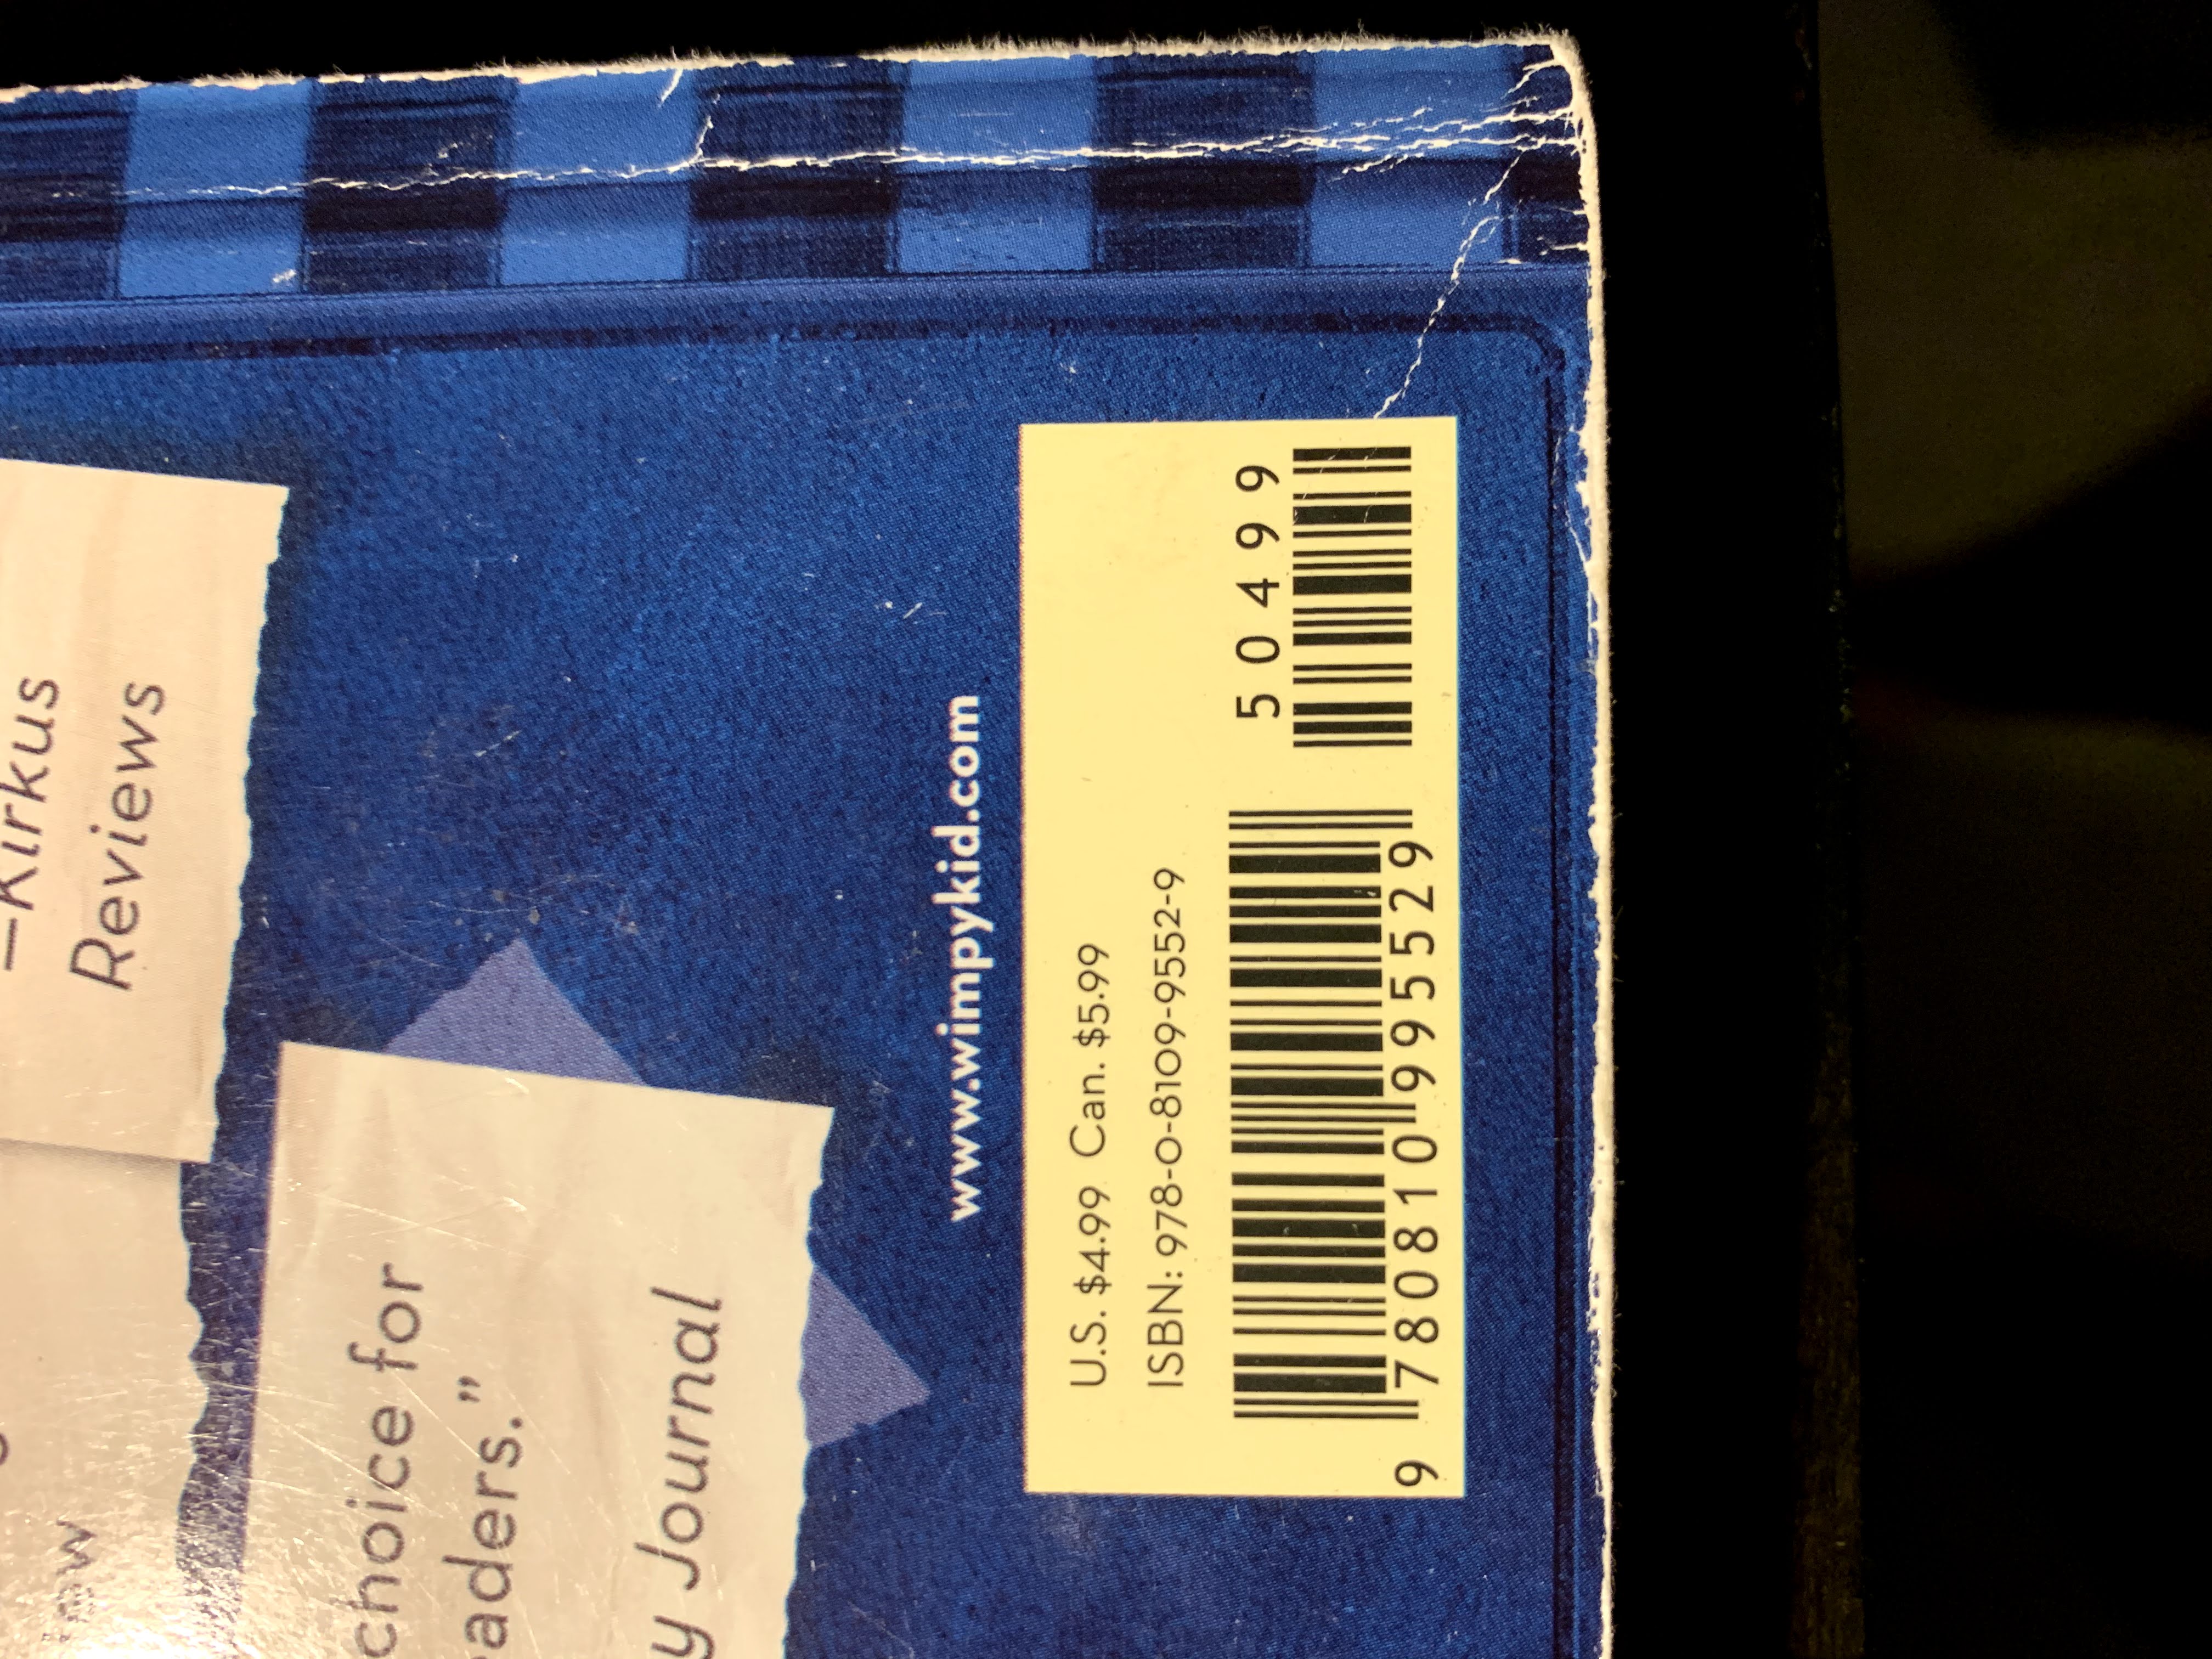 —Kirkus
Reviews
choice for
aders.”
y Journal
www.wimpykid.com
U.S. $4.99 Can. $5.99
ISBN: 978-0-8109-9552-9
50499
9 780810 995529